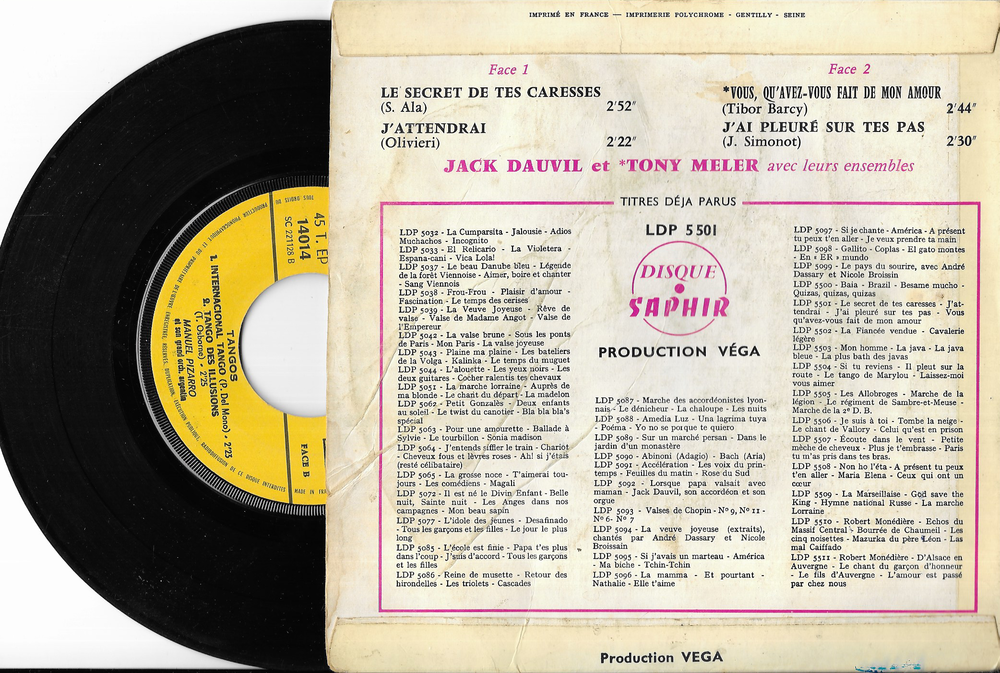 IMPRIMÉ EN FRANCE — IMPRIMERIE POLYCHROME - GENTILLY - SEINE
Face 1
LE SECRET DE TES CARESSES
(S. Ala) 2'52"
J'ATTENDRAI
(Olivieri) 2'22"
Face 2
*VOUS, QU'AVEZ-VOUS FAIT DE MON AMOUR
(Tibor Barcy) 2'44"
J'AI PLEURÉ SUR TES PAS
(J. Simonot) 2'30"
JACK DAUVIL et *TONY MELER avec leurs ensembles
TITRES DÉJA PARUS
LDP 5032 - La Cumparsita - Jalousie - Adios
Muchachos - Incognito
LDP 5033 - El Relicario - La Violetera -
Espana-cani - Vica Lola!
LDP 5037 - Le beau Danube bleu - Légende
de la forêt Viennoise - Aimer, boire et chanter
- Sang Viennois
LDP 5038 - Frou-Frou - Plaisir d'amour -
Fascination - Le temps des cerises
LDP 5039 - La Veuve Joyeuse - Rêve de
valse - Valse de Madame Angot - Valse de
l'Empereur
LDP 5042 - La valse brune - Sous les ponts
de Paris - Mon Paris - La valse joyeuse
LDP 5043 - Plaine ma plaine - Les bateliers
de la Volga - Kalinka - Le temps du muguet
LDP 5044 - L'alouette - Les yeux noirs - Les
deux guitares - Cocher ralentis tes chevaux
LDP 5051 - La marche lorraine - Auprès de
ma blonde - Le chant du départ - La madelon
LDP 5062 - Petit Gonzalès - Deux enfants
au soleil - Le twist du canotier - Bla bla bla's
spécial
LDP 5063 - Pour une amourette - Ballade à
Sylvie - Le tourbillon - Sónia madison
LDP 5064 - J'entends siffler le train - Chariot
- Cheveux fous et lèvres roses - Ah! si j'étais
(resté célibataire)
LDP 5065 - La grosse noce - T'aimerai tou-
jours - Les comédiens - Magali
LDP 5072 - Il est né le Divin Enfant - Belle
nuit, Sainte nuit - Les Anges dans nos
campagnes - Mon beau sapin
LDP 5077 - L'idole des jeunes - Desafinado
- Tous les garçons et les filles - Le jour le plus
long
LDP 5085 - L'école est finie - Papa t'es plus
dans l'coup - J'suis d'accord - Tous les garçons
et les filles
LDP 5086 - Reine de musette - Retour des
hirondelles - Les triolets - Cascades
LDP 5501
DISQUE
SAPHIR
PRODUCTION VÉGA
LDP 5087 - Marche des accordéonistes lyon-
nais - Le dénicheur - La chaloupe - Les nuits
LDP 5088 - Amedia Luz - Una lagrima tuya
- Poéma - Yo no se porque te quiero
LDP 5089 - Sur un marché persan - Dans le
jardin d'un monastère
LDP 5090 - Abinoni (Adagio) - Bach (Aria)
LDP 5091 - Accélération - Les voix du prin-
temps - Feuilles du matin - Rose du Sud
LDP 5092 - Lorsque papa valsait avec
maman - Jack Dauvil, son accordéon et son
orgue
LDP 5093 - Valses de Chopin - Nº 9, Nº 11 -
Nº 6- Nº 7
LDP 5094 - La veuve joyeuse (extraits),
chantés par André Dassary et Nicole
Broissain
LDP 5095 - Si j'avais un marteau - América
- Ma biche - Tchin-Tchin
LDP 5096 - La mamma - Et pourtant -
Nathalie - Elle t'aime
LDP 5097 - Si je chante - América - A présent
tu peux t'en aller - Je veux prendre ta main
LDP 5098 - Gallito - Coplas - El gato montes
- En « ER » mundo
LDP 5099 - Le pays du sourire, avec André
Dassary et Nicole Broissin
LDP 5500 - Baia - Brazil - Besame mucho -
Quizas, quizas, quizas
LDP 5501 - Le secret de tes caresses - J'at-
tendrai - J'ai pleuré sur tes pas - Vous
qu'avez-vous fait de mon amour
LDP 5502 - La Fiancée vendue - Cavalerie
légère
LDP 5503 - Mon homme - La java - La java
bleue - La plus bath des javas
LDP 5504 - Si tu reviens - Il pleut sur la
route - Le tango de Marylou - Laissez-moi
vous aimer
LDP 5505 - Les Allobroges - Marche de la
légion - Le régiment de Sambre-et-Meuse -
Marche de la 2e D. B.
LDP 5506 - Je suis à toi - Tombe la neige -
Le chant de Vallory - Celui qu'est en prison
LDP 5507 - Écoute dans le vent - Petite
mèche de cheveux - Plus je t'embrasse - Paris
tu m'as pris dans tes bras.
LDP 5508 - Non ho l'éta - A présent tu peux
t'en aller - Maria Elena - Ceux qui ont un
cœur
LDP 5509 - La Marseillaise - God save the
King - Hymne national Russe - La marche
Lorraine
LDP 5510 - Robert Monédière - Echos du
Massif Central - Bourrée de Chaumeil - Les
cinq noisettes - Mazurka du père Léon - Las
mal Caiffado
LDP 5511 - Robert Monédière - D'Alsace en
Auvergne - Le chant du garçon d'honneur
- Le fils d'Auvergne - L'amour est passé
par chez nous
Production VEGA
45 T. EP
14014
SC 221128 B
TANGOS
1. INTERNACIONAL TANGO (P. Del Mano) - 2'23
2. TANGO DES ILLUSIONS
(T. Osborne) - 2'25
MANUEL PIZARRO
et son grand orch. argentin
FACE B
MADE IN FR